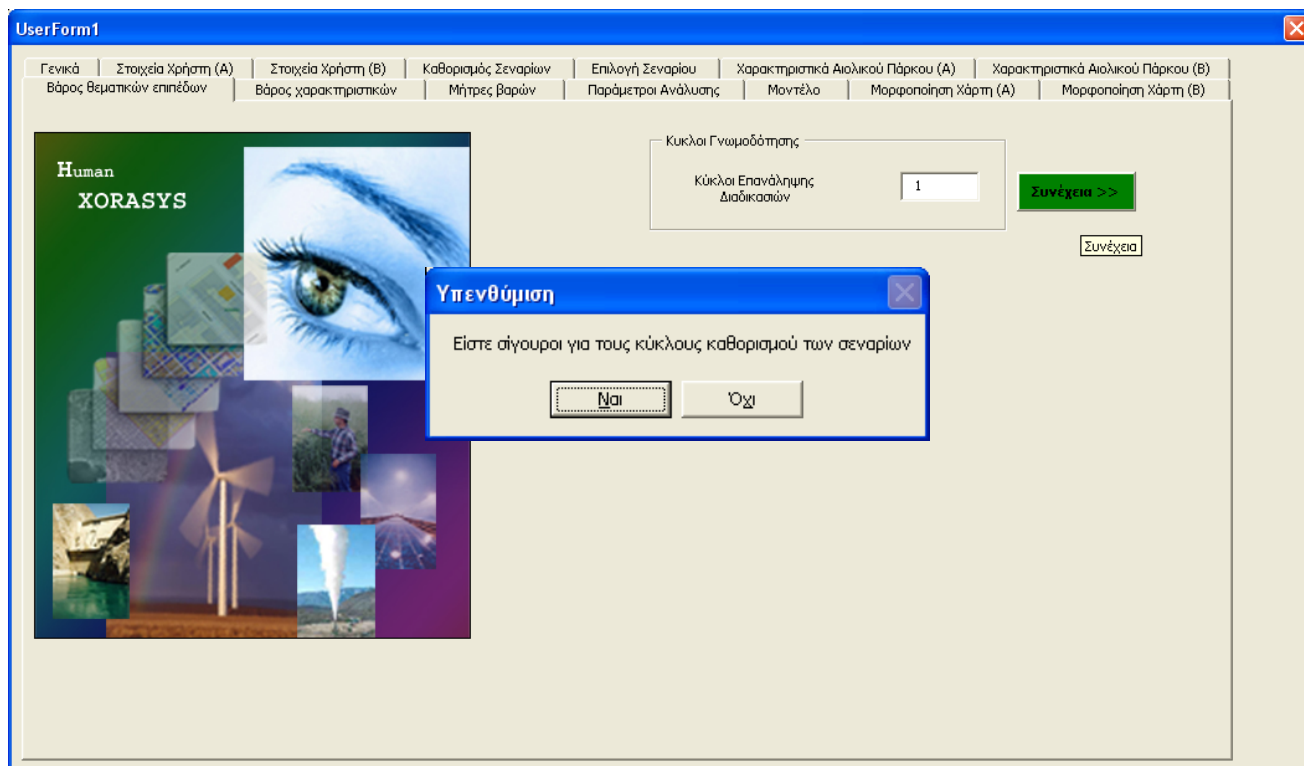 UserForm1
Γενικά Στοιχεία Χρήστη (Α) Στοιχεία Χρήστη (Β) Καθορισμός Σεναρίων Επιλογή Σεναρίου Χαρακτηριστικά Αιολικού Πάρκου (Α) Χαρακτηριστικά Αιολικού Πάρκου (Β)
Βάρος θεματικών επιπέδων Βάρος χαρακτηριστικών Μήτρες βαρών Παράμετροι Ανάλυσης Μοντέλο Μορφοποίηση Χάρτη (Α) Μορφοποίηση Χάρτη (Β)
Human
XORASYS
Κυκλοι Γνωμοδότησης
Κύκλοι Επανάληψης
Διαδικασιών
1
Συνέχεια >>
Συνέχεια
Υπενθύμιση
Είστε σίγουροι για τους κύκλους καθορισμού των σεναρίων
Ναι Όχι